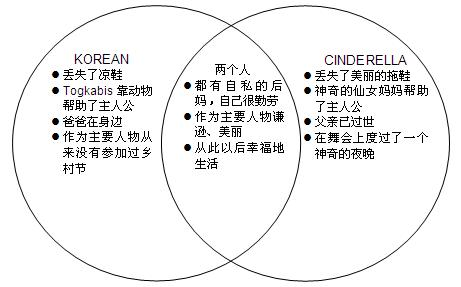 KOREAN
● 丢失了凉鞋
● Togkabis 靠动物
帮助了主人公
● 爸爸在身边
● 作为主要人物从
来没有参加过乡
村节
两个人
● 都有自私的后
妈，自己很勤劳
● 作为主要人物谦
逊、美丽
● 从此以后幸福地
生活
CINDERELLA
● 丢失了美丽的拖鞋
● 神奇的仙女妈妈帮助
了主人公
● 父亲已过世
● 在舞会上度过了一个
神奇的夜晚